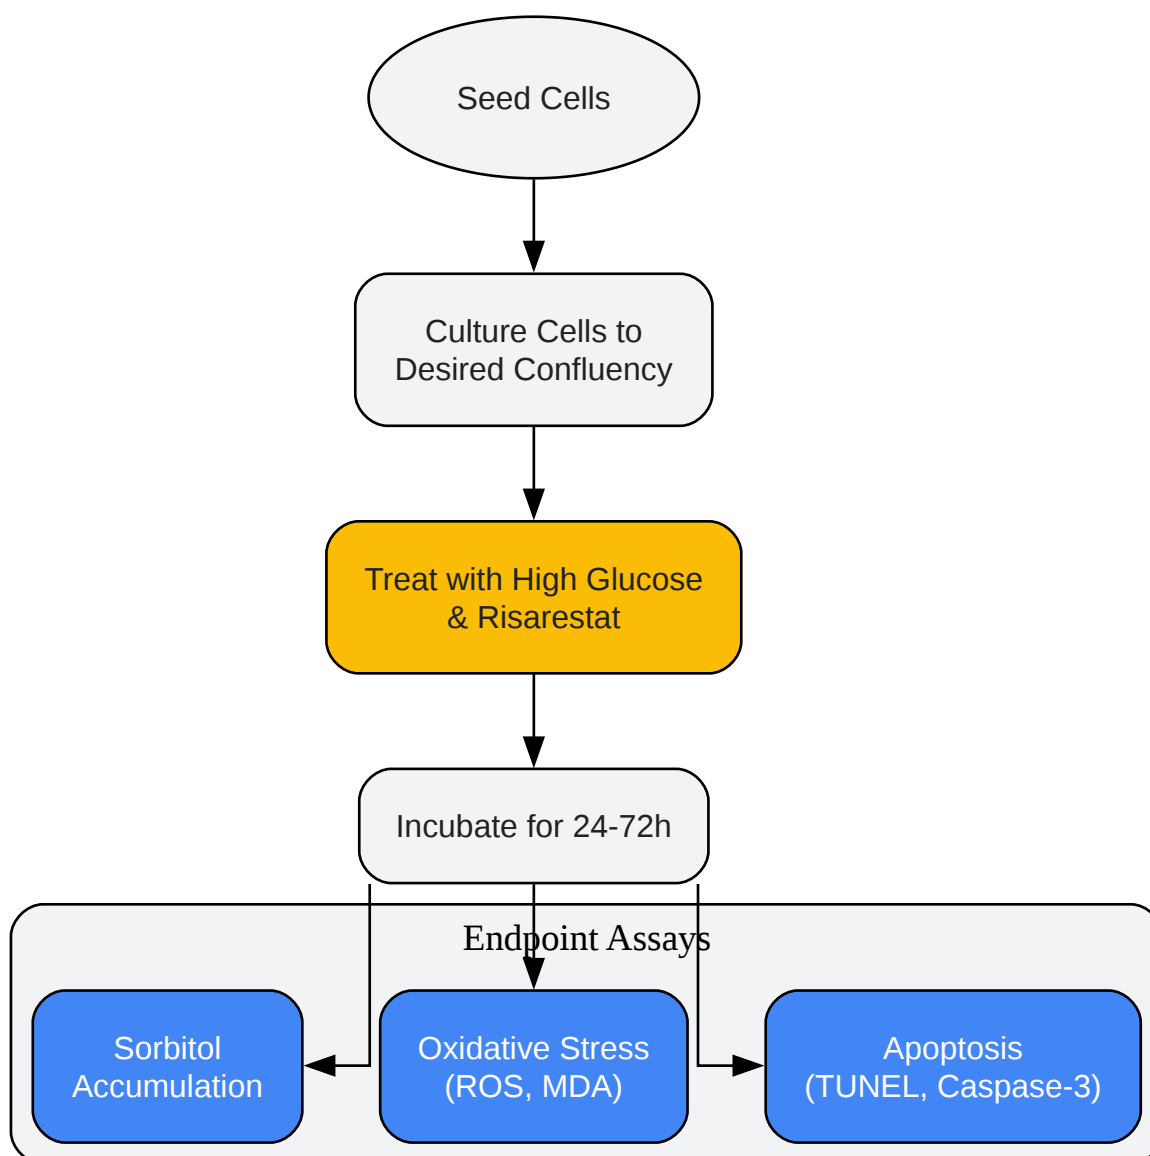 Seed Cells
Culture Cells to
Desired Confluency
Treat with High Glucose
& Risarestat
Incubate for 24-72h
Endpoint Assays
Sorbitol
Accumulation
Oxidative Stress
(ROS, MDA)
Apoptosis
(TUNEL, Caspase-3)